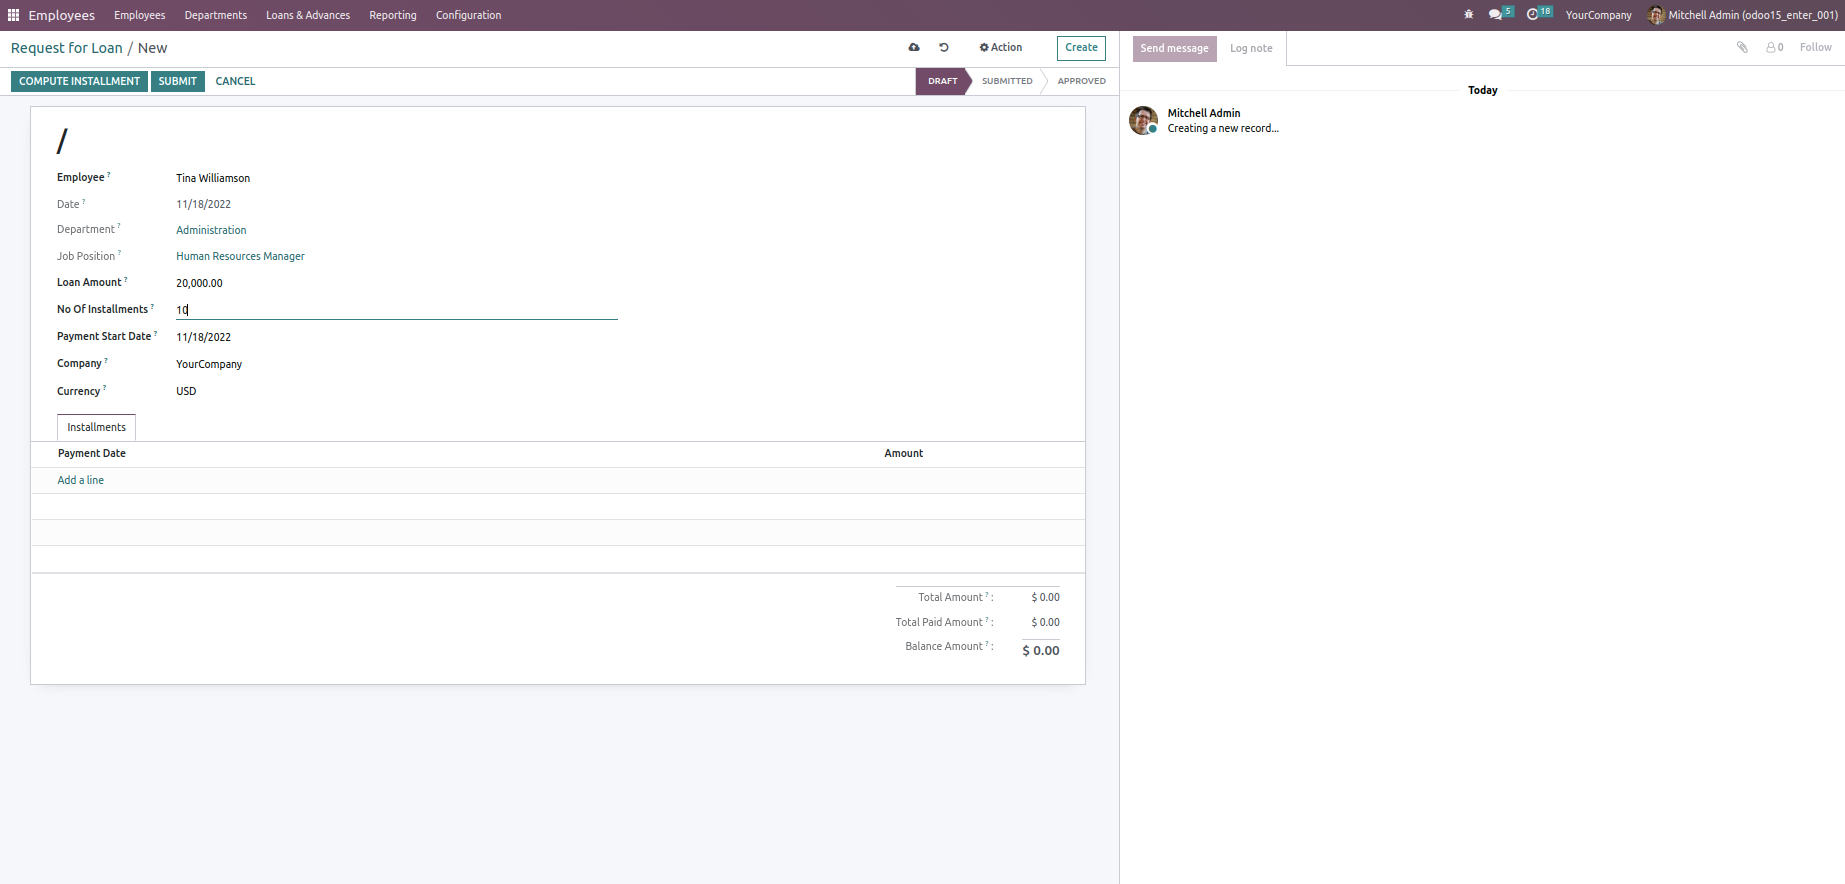 Employees Employees Departments Loans & Advances Reporting Configuration 5 18 YourCompany Mitchell Admin (odoo15_enter_001)
Request for Loan / New Action Create
COMPUTE INSTALLMENT SUBMIT CANCEL DRAFT SUBMITTED APPROVED
/
Employee ? Tina Williamson
Date ? 11/18/2022
Department ? Administration
Job Position ? Human Resources Manager
Loan Amount ? 20,000.00
No Of Installments ? 10
Payment Start Date ? 11/18/2022
Company ? YourCompany
Currency ? USD
Installments
Payment Date Amount
Add a line
Total Amount ? : $ 0.00
Total Paid Amount ? : $ 0.00
Balance Amount ? : $ 0.00
Send message Log note 0 Follow
Today
Mitchell Admin
Creating a new record...